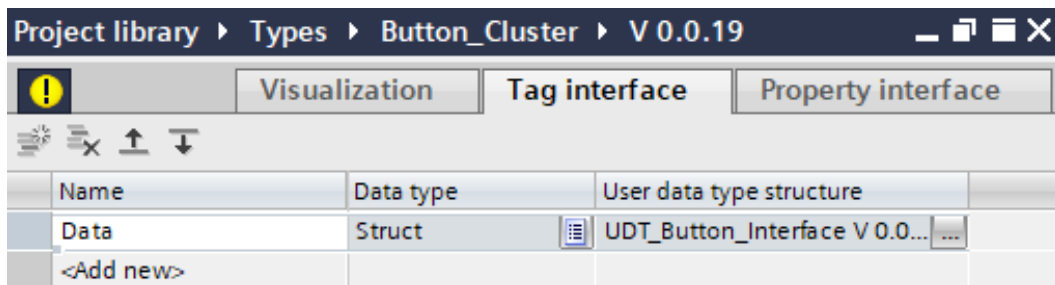 Project library ▸ Types ▸ Button_Cluster ▸ V 0.0.19
Visualization Tag interface Property interface
Name Data type User data type structure
Data Struct UDT_Button_Interface V 0.0... ...
<Add new>